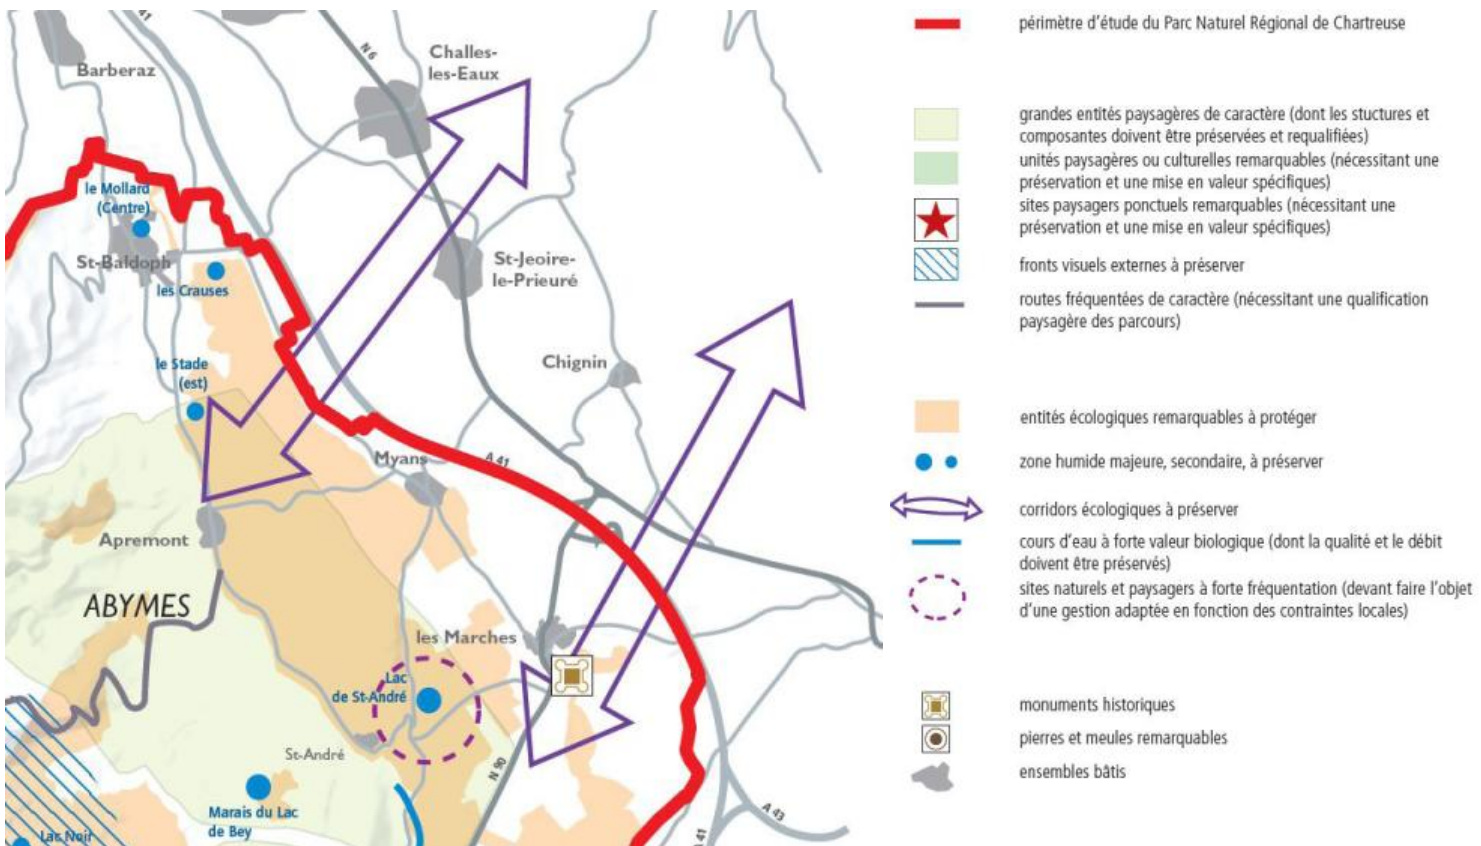 41
N 6
Challes-
les-Eaux
Barberaz
le Mollard
(Centre)
St-Baldoph
les Crauses
St-Jeoire-
le-Prieuré
le Stade
(est)
Chignin
Myans
A 41
Apremont
ABYMES
les Marches
Lac
de St-André
St-André
N 90
Marais du Lac
de Bey
A 43
41
Lac Noir
périmètre d'étude du Parc Naturel Régional de Chartreuse
grandes entités paysagères de caractère (dont les stuctures et
composantes doivent être préservées et requalifiées)
unités paysagères ou culturelles remarquables (nécessitant une
préservation et une mise en valeur spécifiques)
sites paysagers ponctuels remarquables (nécessitant une
préservation et une mise en valeur spécifiques)
fronts visuels externes à préserver
routes fréquentées de caractère (nécessitant une qualification
paysagère des parcours)
entités écologiques remarquables à protéger
zone humide majeure, secondaire, à préserver
corridors écologiques à préserver
cours d'eau à forte valeur biologique (dont la qualité et le débit
doivent être préservés)
sites naturels et paysagers à forte fréquentation (devant faire l'objet
d'une gestion adaptée en fonction des contraintes locales)
monuments historiques
pierres et meules remarquables
ensembles bâtis